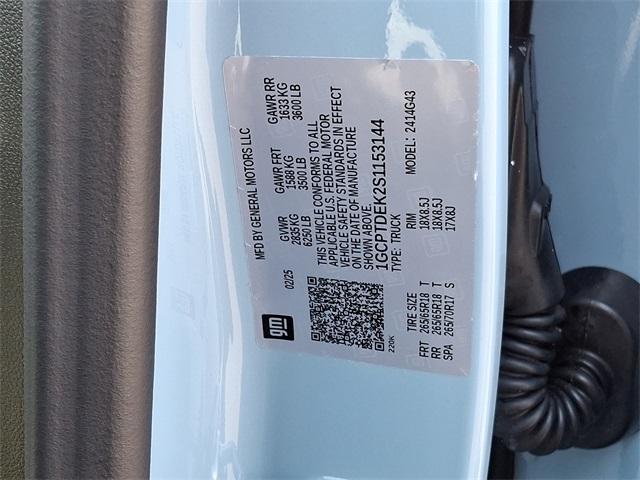 MFD BY GENERAL MOTORS LLC
gm
02/25
GVWR GAWR FRT GAWR RR
2835 KG 1588 KG 1633 KG
6250 LB 3500 LB 3600 LB
THIS VEHICLE CONFORMS TO ALL
APPLICABLE U.S. FEDERAL MOTOR
VEHICLE SAFETY STANDARDS IN EFFECT
ON THE DATE OF MANUFACTURE
SHOWN ABOVE.
1GCPTDEK2S1153144
TYPE: TRUCK
220K
MODEL: 2414G43
TIRE SIZE RIM
FRT 265/65R18 T 18X8.5J
RR 265/65R18 T 18X8.5J
SPA 265/70R17 S 17X8J